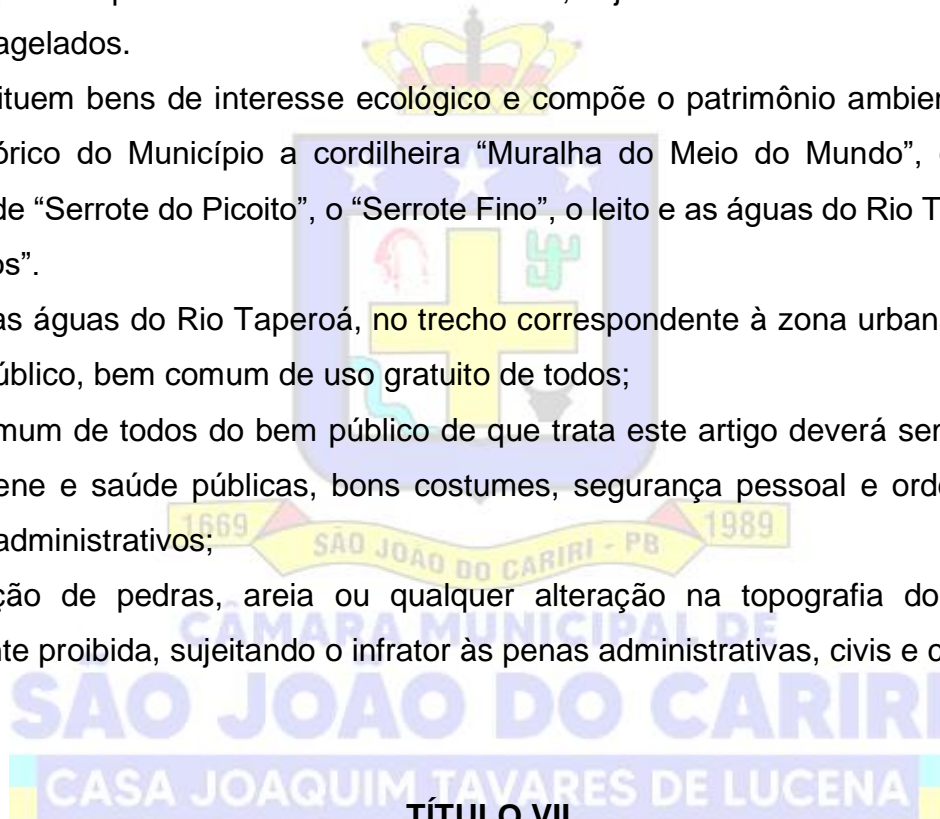 agelados.
ituem bens de interesse ecológico e compõe o patrimônio ambien
órico do Município a cordilheira “Muralha do Meio do Mundo”,
de “Serrote do Picoito”, o “Serrote Fino”, o leito e as águas do Rio T
os”.
as águas do Rio Taperoá, no trecho correspondente à zona urban
úblico, bem comum de uso gratuito de todos;
mum de todos do bem público de que trata este artigo deverá ser
ene e saúde públicas, bons costumes, segurança pessoal e orde
1669 1989
administrativos;
SÃO JOÃO DO CARIRI - PB
ção de pedras, areia ou qualquer alteração na topografia do
CÂMARA MUNICIPAL DE
te proibida, sujeitando o infrator às penas administrativas, civis e c
SÃO JOÃO DO CARIRI
CASA JOAQUIM TAVARES DE LUCENA
TÍTULO VII